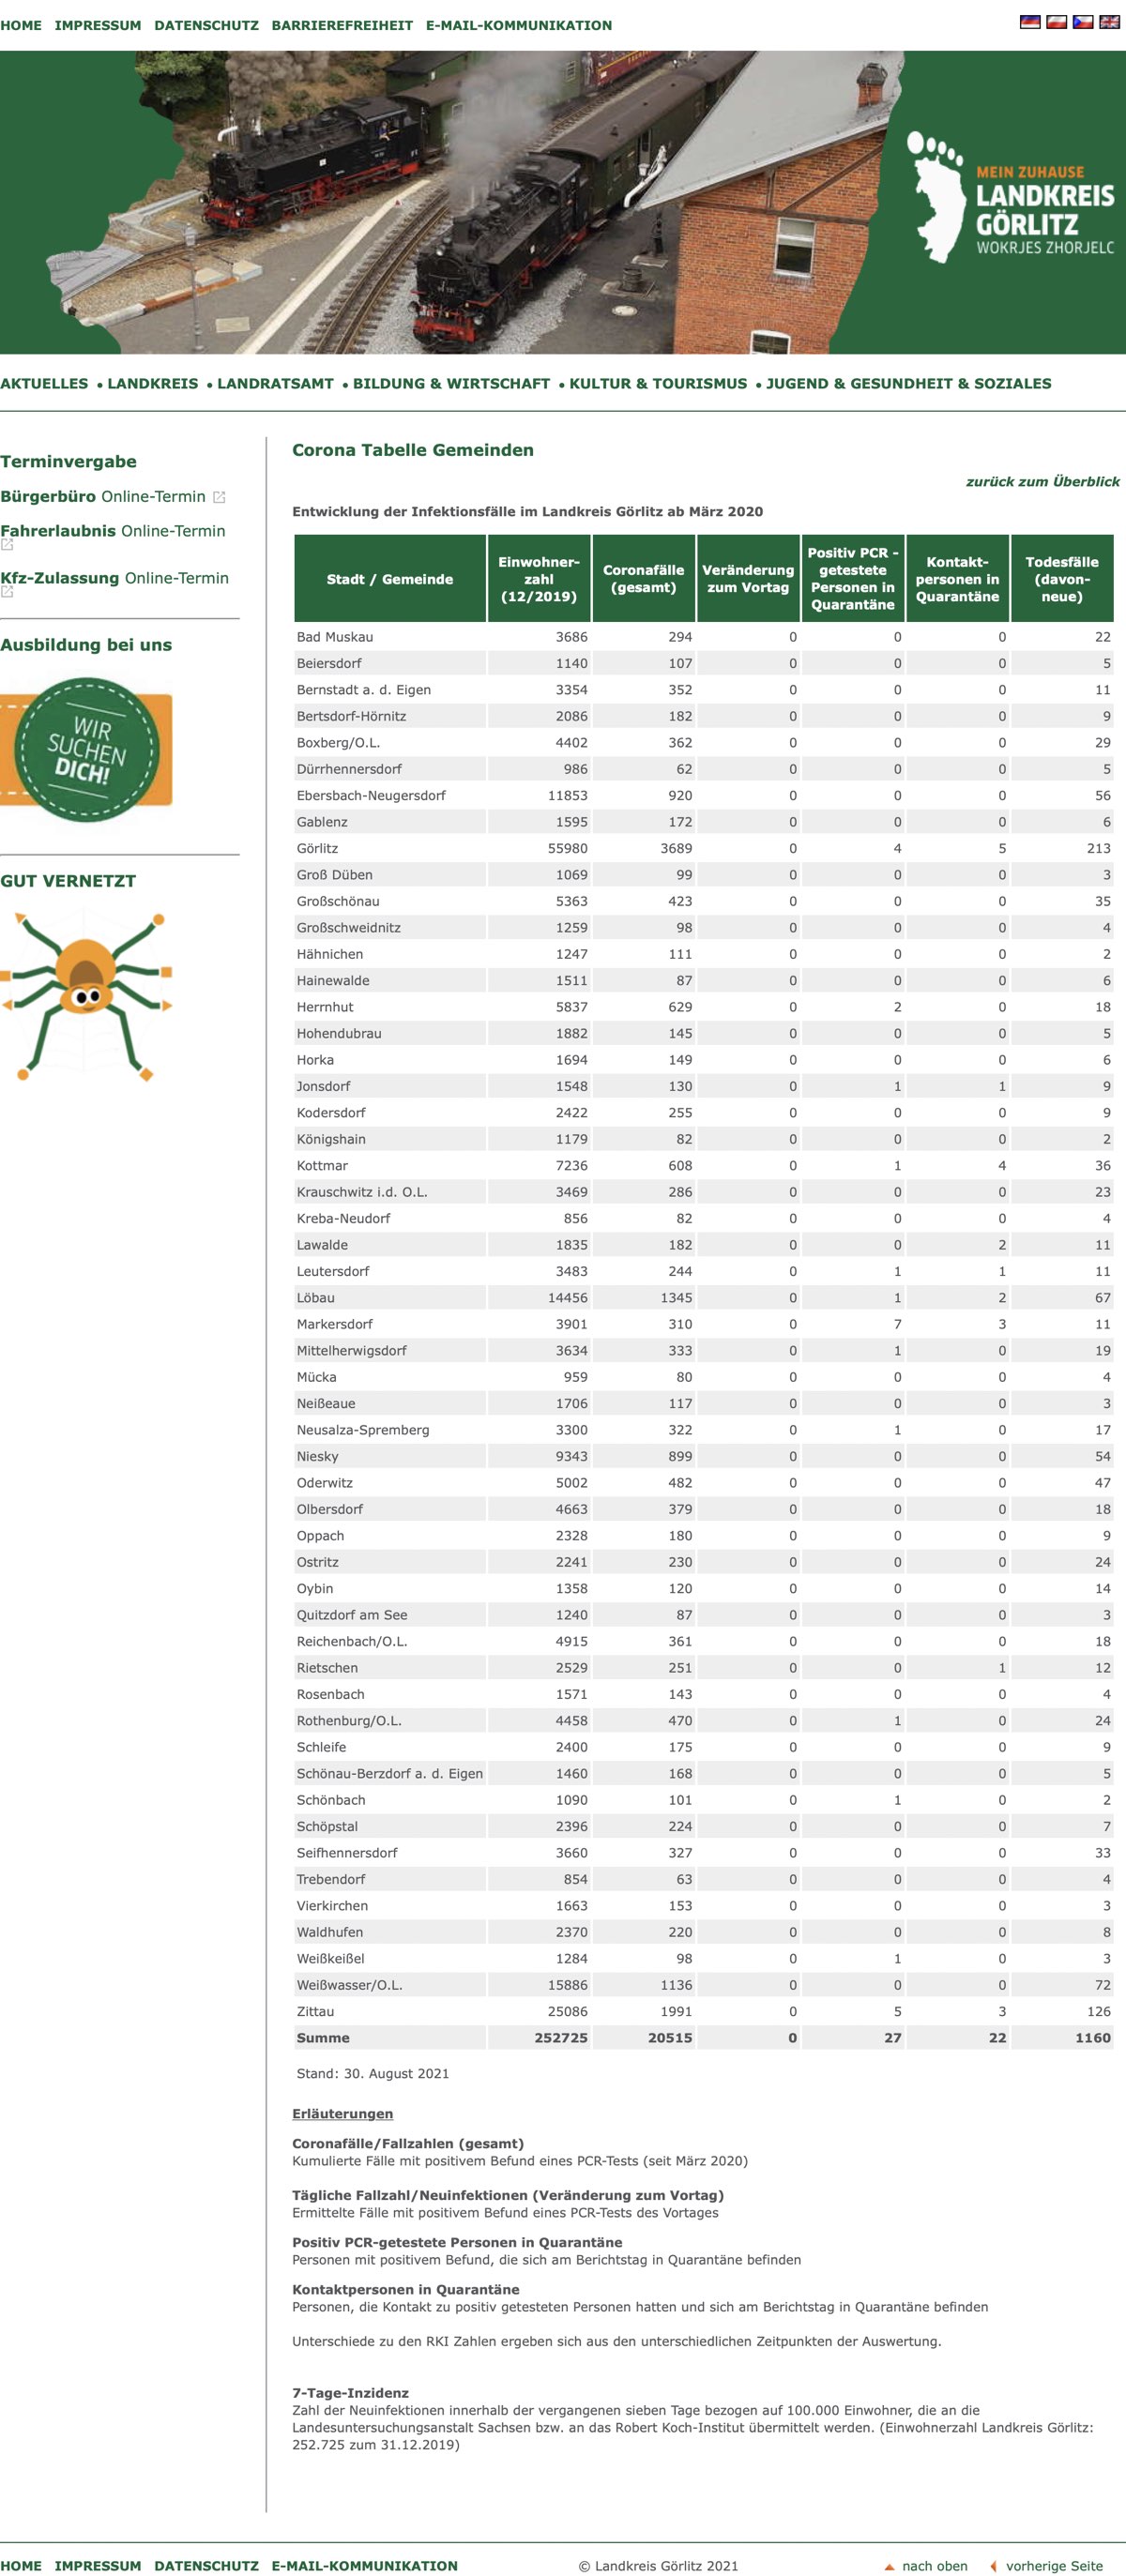 HOME IMPRESSUM DATENSCHUTZ BARRIEREFREIHEIT E-MAIL-KOMMUNIKATION
MEIN ZUHAUSE
LANDKREIS
GÖRLITZ
WOKRJES ZHORJELC
AKTUELLES • LANDKREIS • LANDRATSAMT • BILDUNG & WIRTSCHAFT • KULTUR & TOURISMUS • JUGEND & GESUNDHEIT & SOZIALES
Terminvergabe
Bürgerbüro Online-Termin
Fahrerlaubnis Online-Termin
Kfz-Zulassung Online-Termin
Ausbildung bei uns
WIR
SUCHEN
DICH!
GUT VERNETZT
Corona Tabelle Gemeinden
zurück zum Überblick
Entwicklung der Infektionsfälle im Landkreis Görlitz ab März 2020
Stadt / Gemeinde Einwohner-zahl (12/2019) Coronafälle (gesamt) Veränderung zum Vortag Positiv PCR - getestete Personen in Quarantäne Kontakt-personen in Quarantäne Todesfälle (davon-neue)
Bad Muskau 3686 294 0 0 0 22
Beiersdorf 1140 107 0 0 0 5
Bernstadt a. d. Eigen 3354 352 0 0 0 11
Bertsdorf-Hörnitz 2086 182 0 0 0 9
Boxberg/O.L. 4402 362 0 0 0 29
Dürrhennersdorf 986 62 0 0 0 5
Ebersbach-Neugersdorf 11853 920 0 0 0 56
Gablenz 1595 172 0 0 0 6
Görlitz 55980 3689 0 4 5 213
Groß Düben 1069 99 0 0 0 3
Großschönau 5363 423 0 0 0 35
Großschweidnitz 1259 98 0 0 0 4
Hähnichen 1247 111 0 0 0 2
Hainewalde 1511 87 0 0 0 6
Herrnhut 5837 629 0 2 0 18
Hohendubrau 1882 145 0 0 0 5
Horka 1694 149 0 0 0 6
Jonsdorf 1548 130 0 1 1 9
Kodersdorf 2422 255 0 0 0 9
Königshain 1179 82 0 0 0 2
Kottmar 7236 608 0 1 4 36
Krauschwitz i.d. O.L. 3469 286 0 0 0 23
Kreba-Neudorf 856 82 0 0 0 4
Lawalde 1835 182 0 0 2 11
Leutersdorf 3483 244 0 1 1 11
Löbau 14456 1345 0 1 2 67
Markersdorf 3901 310 0 7 3 11
Mittelherwigsdorf 3634 333 0 1 0 19
Mücka 959 80 0 0 0 4
Neißeaue 1706 117 0 0 0 3
Neusalza-Spremberg 3300 322 0 1 0 17
Niesky 9343 899 0 0 0 54
Oderwitz 5002 482 0 0 0 47
Olbersdorf 4663 379 0 0 0 18
Oppach 2328 180 0 0 0 9
Ostritz 2241 230 0 0 0 24
Oybin 1358 120 0 0 0 14
Quitzdorf am See 1240 87 0 0 0 3
Reichenbach/O.L. 4915 361 0 0 0 18
Rietschen 2529 251 0 0 1 12
Rosenbach 1571 143 0 0 0 4
Rothenburg/O.L. 4458 470 0 1 0 24
Schleife 2400 175 0 0 0 9
Schönau-Berzdorf a. d. Eigen 1460 168 0 0 0 5
Schönbach 1090 101 0 1 0 2
Schöpstal 2396 224 0 0 0 7
Seifhennersdorf 3660 327 0 0 0 33
Trebendorf 854 63 0 0 0 4
Vierkirchen 1663 153 0 0 0 3
Waldhufen 2370 220 0 0 0 8
Weißkeißel 1284 98 0 1 0 3
Weißwasser/O.L. 15886 1136 0 0 0 72
Zittau 25086 1991 0 5 3 126
Summe 252725 20515 0 27 22 1160
Stand: 30. August 2021
Erläuterungen
Coronafälle/Fallzahlen (gesamt)
Kumulierte Fälle mit positivem Befund eines PCR-Tests (seit März 2020)
Tägliche Fallzahl/Neuinfektionen (Veränderung zum Vortag)
Ermittelte Fälle mit positivem Befund eines PCR-Tests des Vortages
Positiv PCR-getestete Personen in Quarantäne
Personen mit positivem Befund, die sich am Berichtstag in Quarantäne befinden
Kontaktpersonen in Quarantäne
Personen, die Kontakt zu positiv getesteten Personen hatten und sich am Berichtstag in Quarantäne befinden
Unterschiede zu den RKI Zahlen ergeben sich aus den unterschiedlichen Zeitpunkten der Auswertung.
7-Tage-Inzidenz
Zahl der Neuinfektionen innerhalb der vergangenen sieben Tage bezogen auf 100.000 Einwohner, die an die
Landesuntersuchungsanstalt Sachsen bzw. an das Robert Koch-Institut übermittelt werden. (Einwohnerzahl Landkreis Görlitz:
252.725 zum 31.12.2019)
HOME IMPRESSUM DATENSCHUTZ E-MAIL-KOMMUNIKATION © Landkreis Görlitz 2021 nach oben vorherige Seite